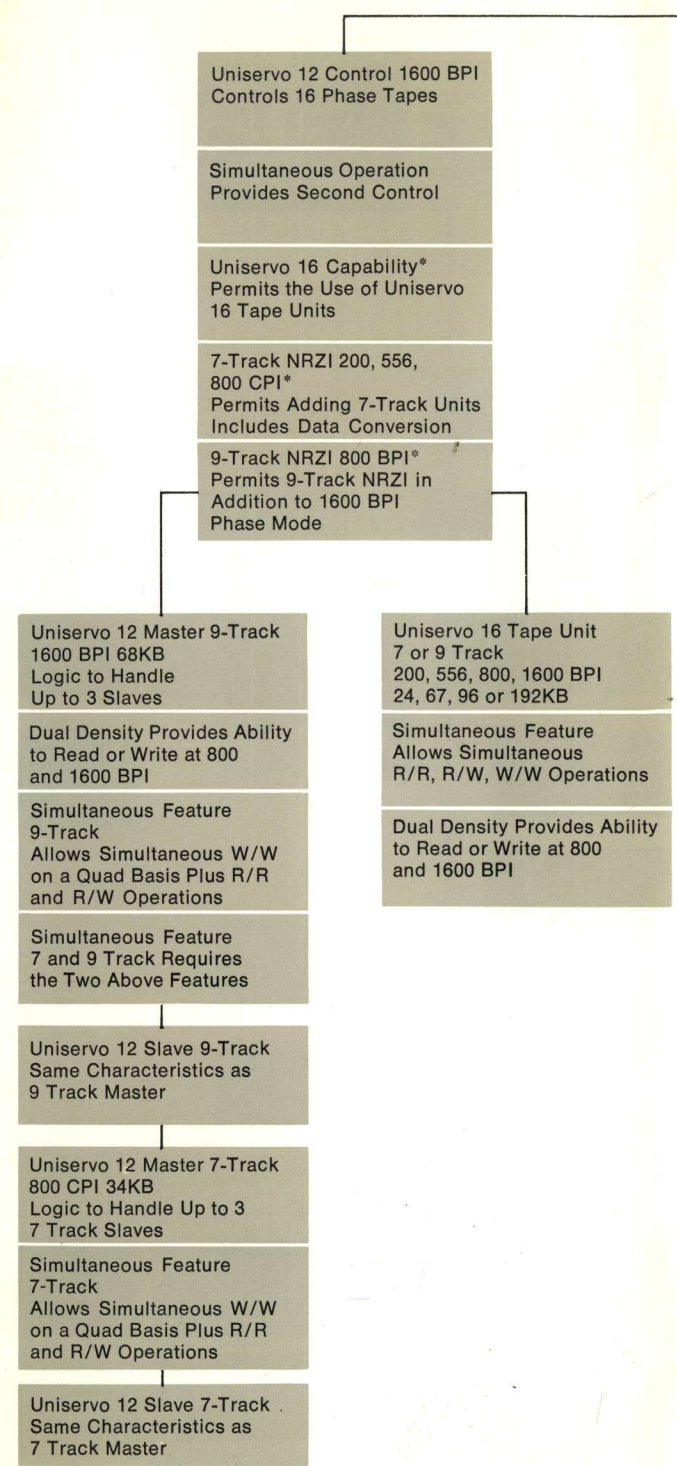 Uniservo 12 Control 1600 BPI
Controls 16 Phase Tapes
Simultaneous Operation
Provides Second Control
Uniservo 16 Capability*
Permits the Use of Uniservo
16 Tape Units
7-Track NRZI 200, 556,
800 CPI*
Permits Adding 7-Track Units
Includes Data Conversion
9-Track NRZI 800 BPI*
Permits 9-Track NRZI in
Addition to 1600 BPI
Phase Mode
Uniservo 12 Master 9-Track
1600 BPI 68KB
Logic to Handle
Up to 3 Slaves
Dual Density Provides Ability
to Read or Write at 800
and 1600 BPI
Simultaneous Feature
9-Track
Allows Simultaneous W/W
on a Quad Basis Plus R/R
and R/W Operations
Simultaneous Feature
7 and 9 Track Requires
the Two Above Features
Uniservo 12 Slave 9-Track
Same Characteristics as
9 Track Master
Uniservo 12 Master 7-Track
800 CPI 34KB
Logic to Handle Up to 3
7 Track Slaves
Simultaneous Feature
7-Track
Allows Simultaneous W/W
on a Quad Basis Plus R/R
and R/W Operations
Uniservo 12 Slave 7-Track
Same Characteristics as
7 Track Master
Uniservo 16 Tape Unit
7 or 9 Track
200, 556, 800, 1600 BPI
24, 67, 96 or 192KB
Simultaneous Feature
Allows Simultaneous
R/R, R/W, W/W Operations
Dual Density Provides Ability
to Read or Write at 800
and 1600 BPI